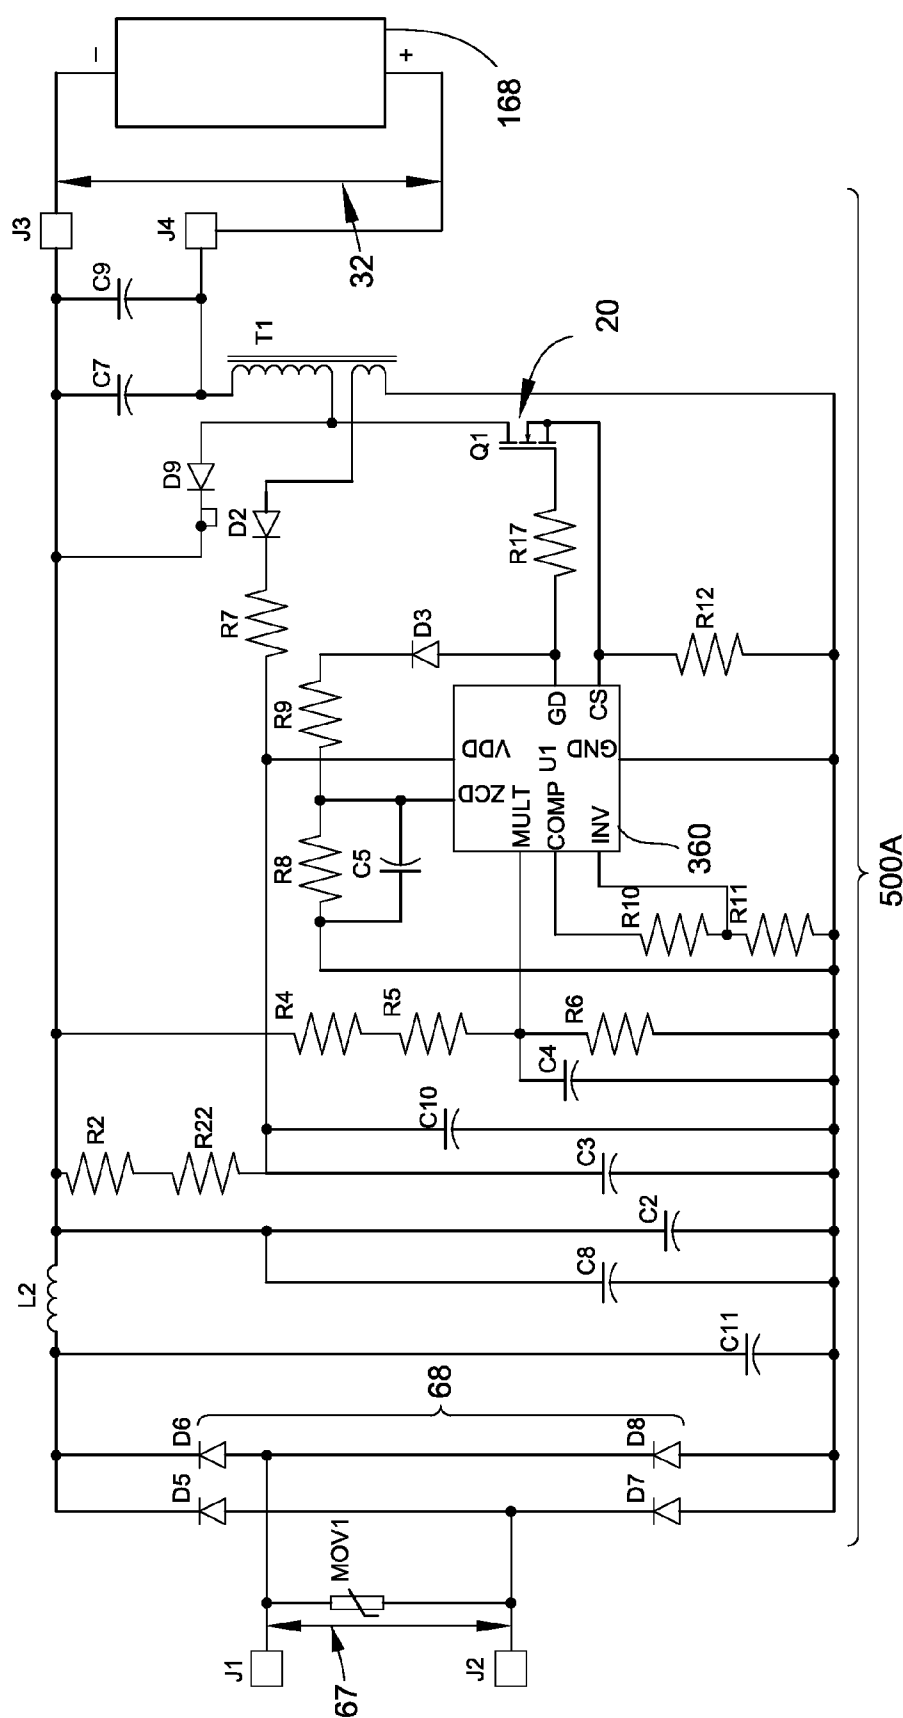 J3
−
+
168
J4
32
C9
C7
T1
20
D9
D2
Q1
R7
R17
D3
R9
R12
VDD
GD
CS
ZCD
U1
GND
MULT
COMP
INV
360
R8
C5
R10
R11
500A
R4
R5
R6
C4
C10
R2
R22
C3
C2
C8
L2
C11
68
D6
D5
D8
D7
MOV1
J1
J2
67